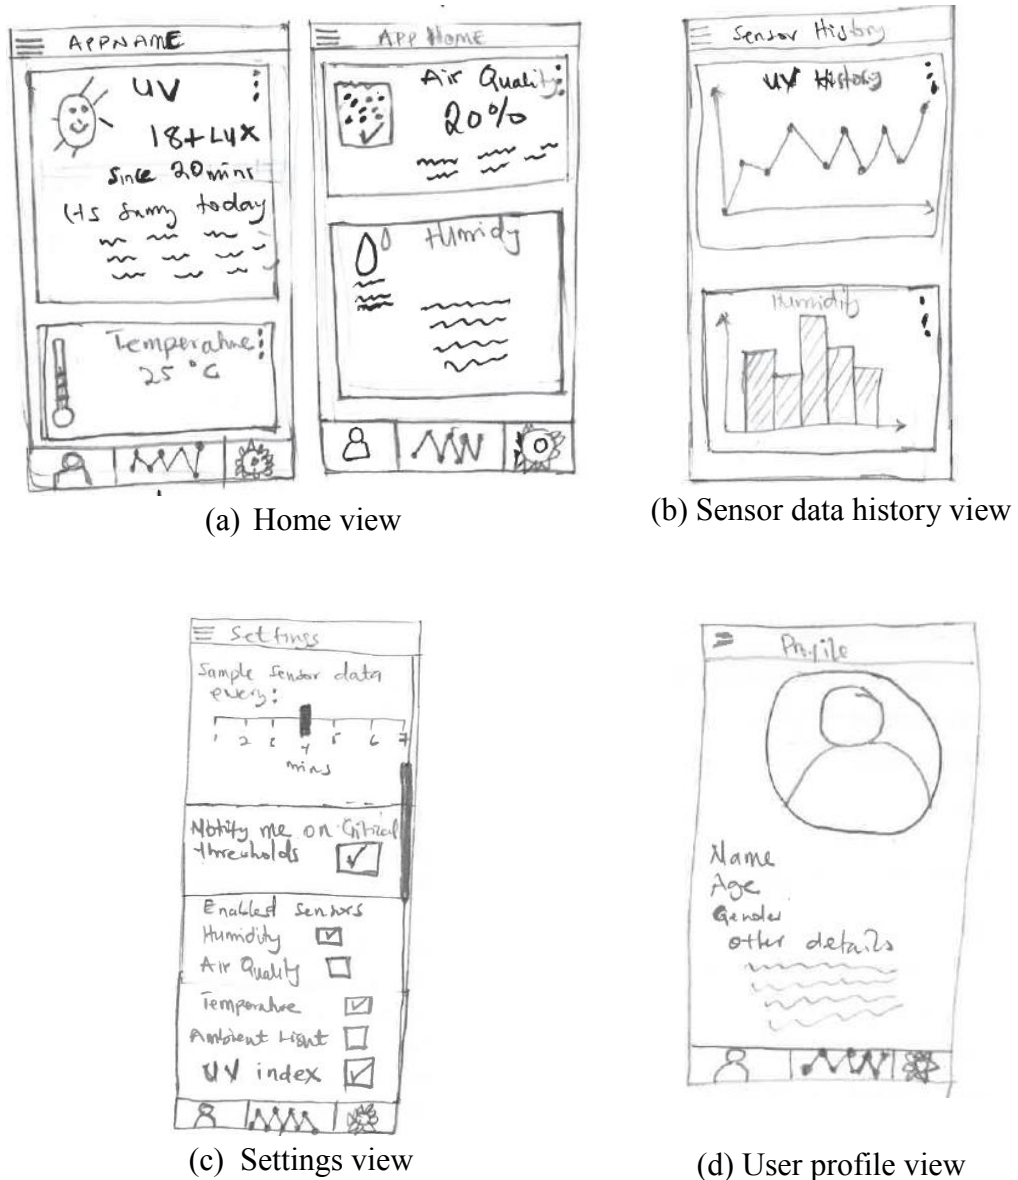 APPNAME
UV
18+ Lux
Since 20 mins
Its Sunny today
Temperature
25 °C
APP HOME
Air Quality
20%
Humidy
(a) Home view
Sensor History
UV History
Humidity
(b) Sensor data history view
Settings
Sample sensor data
every:
1 2 3 4 5 6 7
mins
Notify me on Critical
thresholds
Enabled sensors
Humidity
Air Quality
Temperature
Ambient Light
UV index
(c) Settings view
Profile
Name
Age
Gender
other details
(d) User profile view